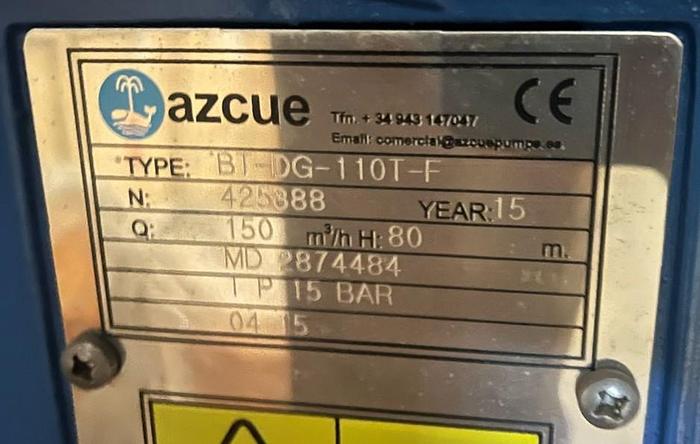 azcue
Tfn. + 34 943 147047
Email: comercial@azcuepumps.es
CE
TYPE: BT-DG-110T-F
N: 425888 YEAR: 15
Q: 150 m³/h H: 80 m.
MD 2874484
T P 15 BAR
04 15